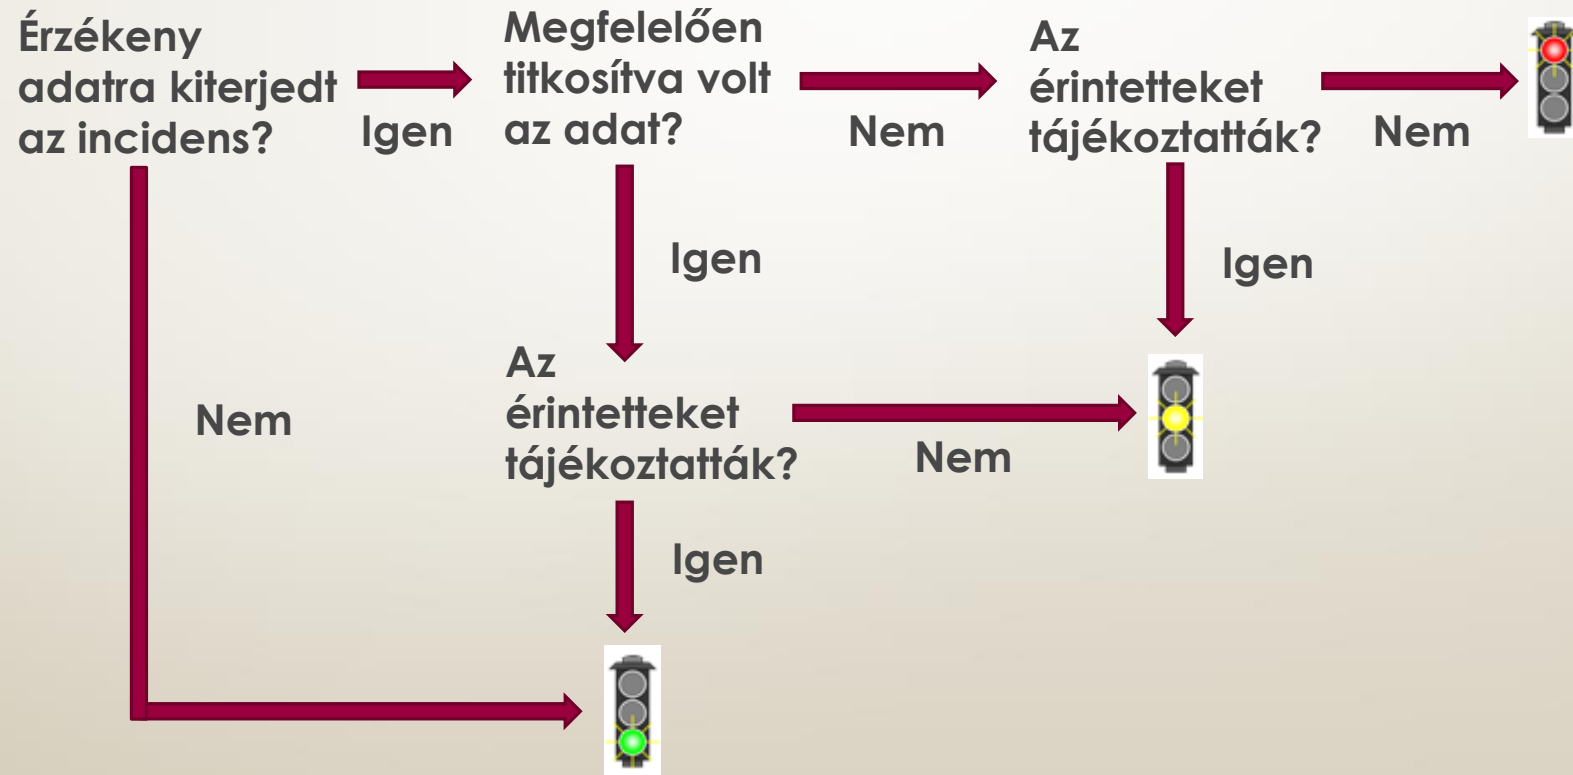 Érzékeny
adatra kiterjedt
az incidens?
Igen
Megfelelően
titkosítva volt
az adat?
Nem
Az
érintetteket
tájékoztatták?
Nem
Igen
Igen
Az
érintetteket
tájékoztatták?
Nem
Nem
Igen